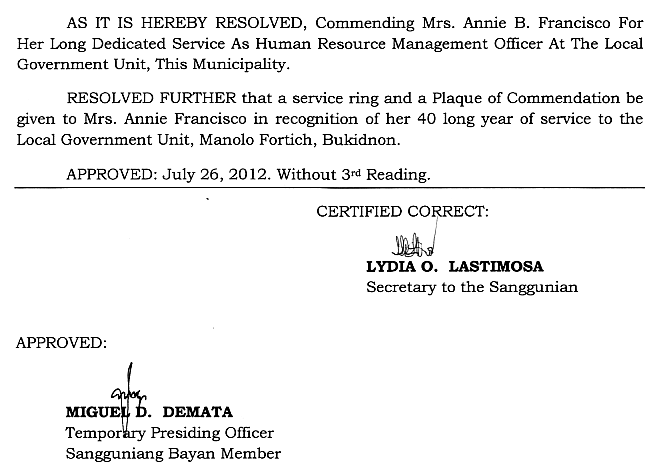 AS IT IS HEREBY RESOLVED, Commending Mrs. Annie B. Francisco For
Her Long Dedicated Service As Human Resource Management Officer At The Local
Government Unit, This Municipality.
RESOLVED FURTHER that a service ring and a Plaque of Commendation be
given to Mrs. Annie Francisco in recognition of her 40 long year of service to the
Local Government Unit, Manolo Fortich, Bukidnon.
APPROVED: July 26, 2012. Without 3rd Reading.
CERTIFIED CORRECT:
LYDIA O. LASTIMOSA
Secretary to the Sanggunian
APPROVED:
MIGUEL D. DEMATA
Temporary Presiding Officer
Sangguniang Bayan Member